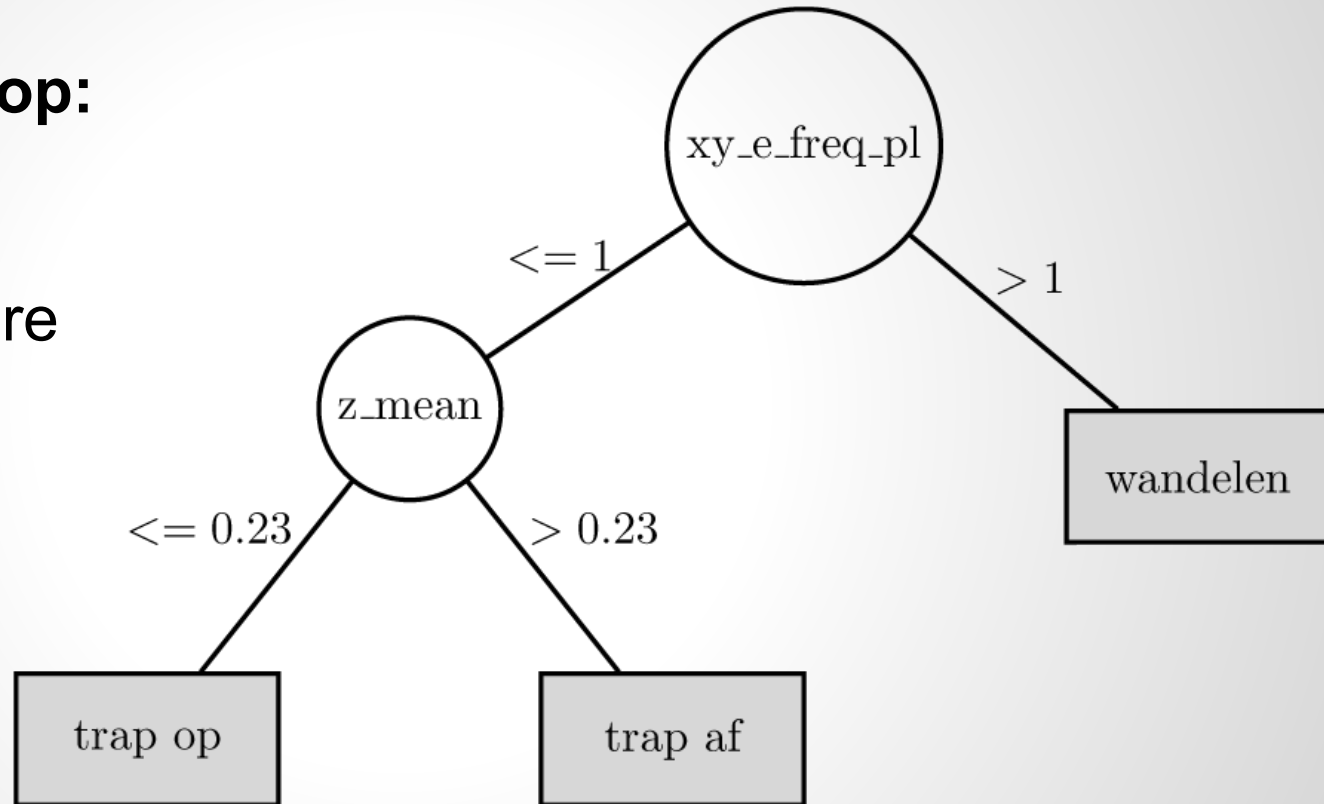 op:
re
xy_e_freq_pl
<= 1
> 1
z_mean
wandelen
<= 0.23
> 0.23
trap op
trap af